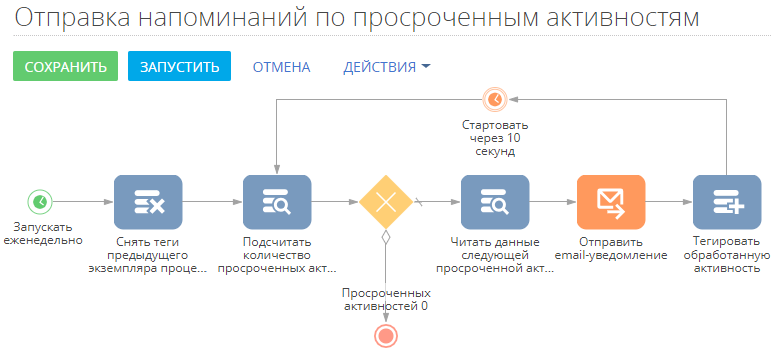 Отправка напоминаний по просроченным активностям
СОХРАНИТЬ
ЗАПУСТИТЬ
ОТМЕНА
ДЕЙСТВИЯ
Стартовать
через 10
секунд
Запускать
еженедельно
Снять теги
предыдущего
экземпляра проце...
Подсчитать
количество
просроченных акт...
Читать данные
следующей
просроченной акт...
Отправить
email-уведомление
Тегировать
обработанную
активность
Просроченных
активностей 0